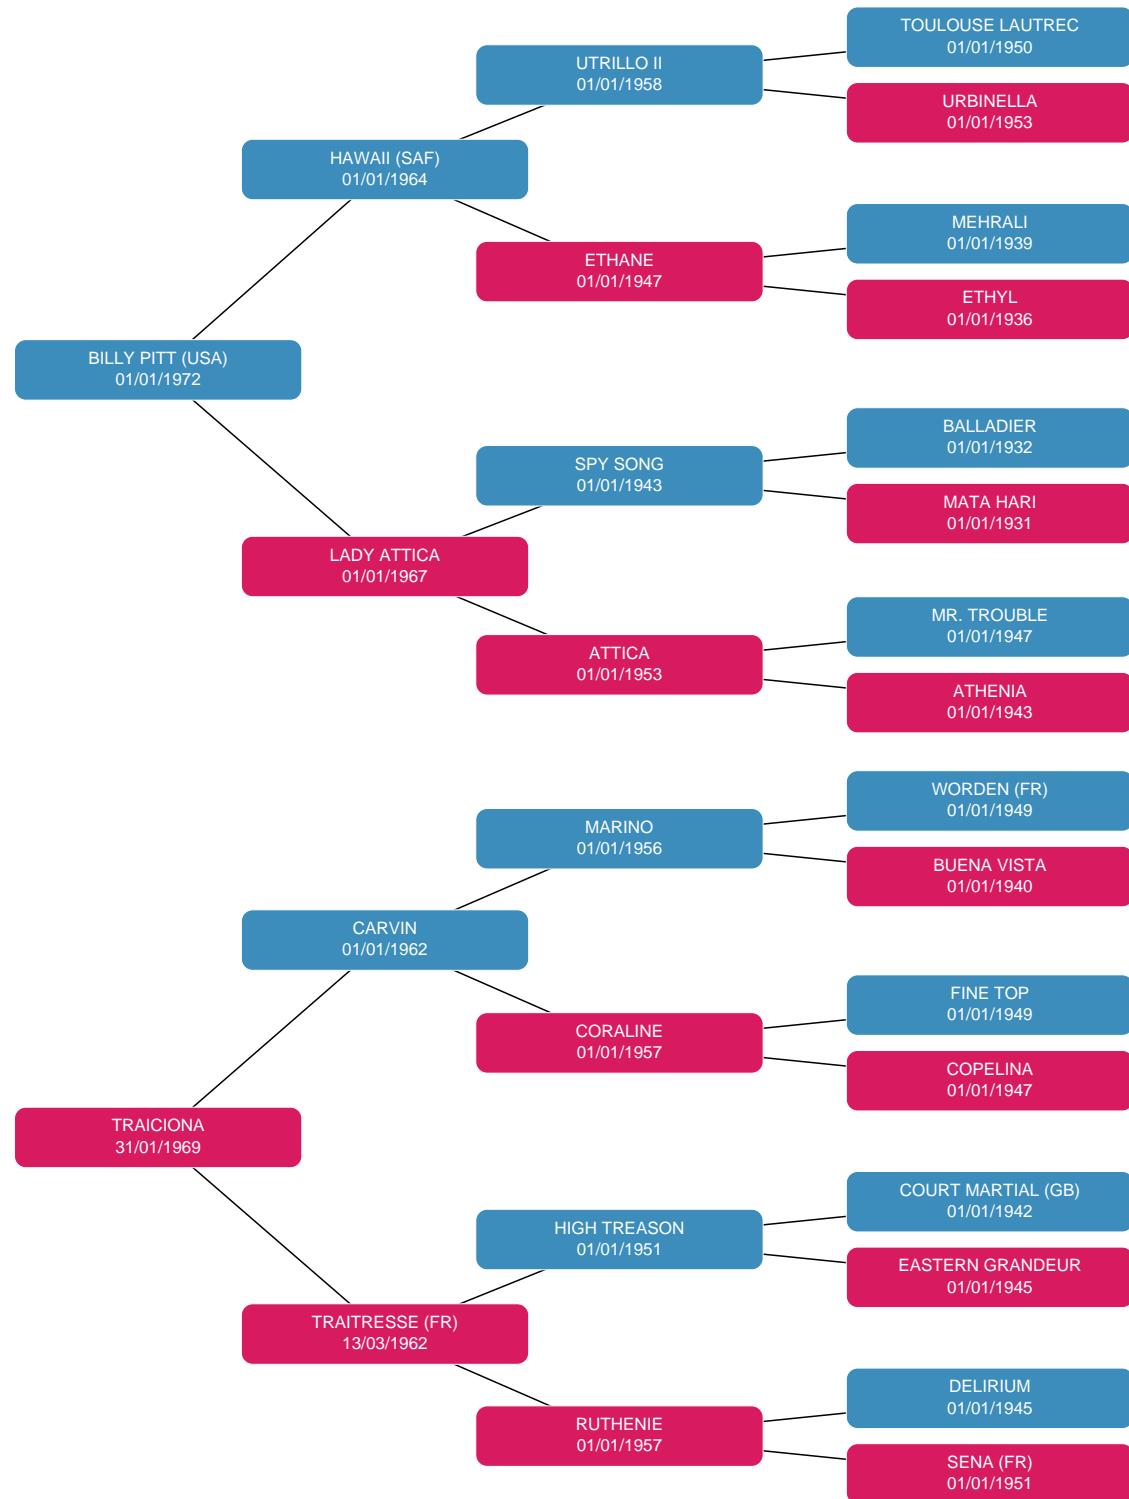 TOULOUSE LAUTREC
01/01/1950
UTRILLO II
01/01/1958
URBINELLA
01/01/1953
HAWAII (SAF)
01/01/1964
MEHRALI
01/01/1939
ETHANE
01/01/1947
ETHYL
01/01/1936
BILLY PITT (USA)
01/01/1972
BALLADIER
01/01/1932
SPY SONG
01/01/1943
MATA HARI
01/01/1931
LADY ATTICA
01/01/1967
MR. TROUBLE
01/01/1947
ATTICA
01/01/1953
ATHENIA
01/01/1943
WORDEN (FR)
01/01/1949
MARINO
01/01/1956
BUENA VISTA
01/01/1940
CARVIN
01/01/1962
FINE TOP
01/01/1949
CORALINE
01/01/1957
COPELINA
01/01/1947
TRAICIONA
31/01/1969
COURT MARTIAL (GB)
01/01/1942
HIGH TREASON
01/01/1951
EASTERN GRANDEUR
01/01/1945
TRAITRESSE (FR)
13/03/1962
DELIRIUM
01/01/1945
RUTHENIE
01/01/1957
SENA (FR)
01/01/1951